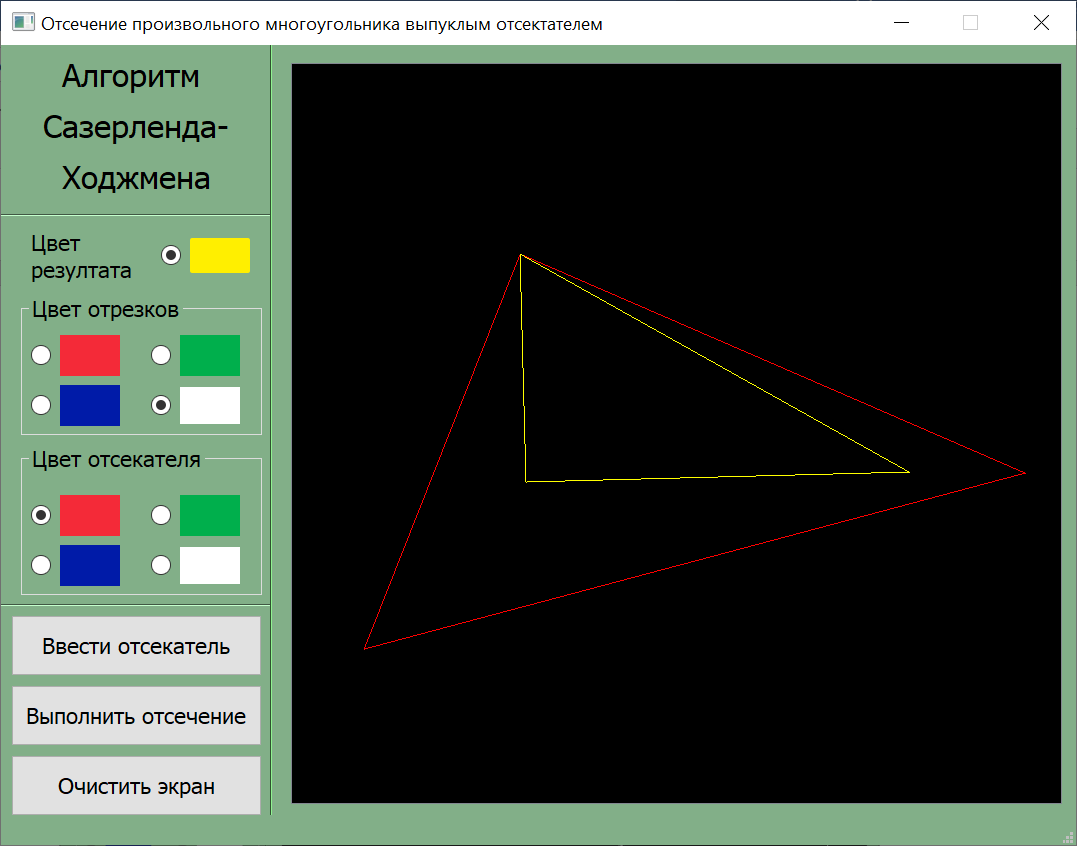 Отсечение произвольного многоугольника выпуклым отсектателем
Алгоритм
Сазерленда-
Ходжмена
Цвет
резултата
Цвет отрезков
Цвет отсекателя
Ввести отсекатель
Выполнить отсечение
Очистить экран